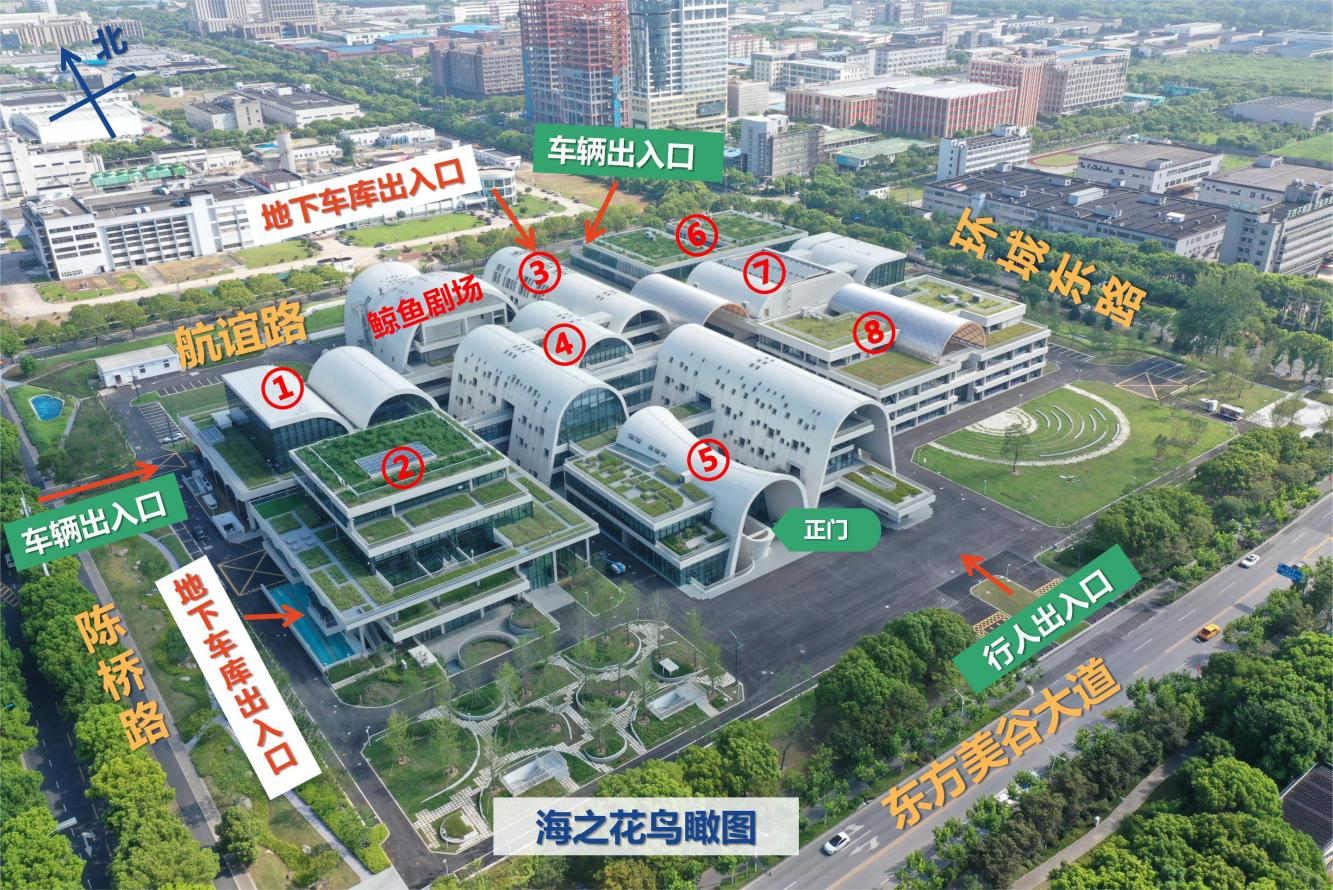 北
车辆出入口
地下车库出入口
⑥
环城东路
③
⑦
鲸鱼剧场
航谊路
④
⑧
①
②
⑤
车辆出入口
正门
地下车库出入口
陈桥路
行人出入口
东方美谷大道
海之花鸟瞰图